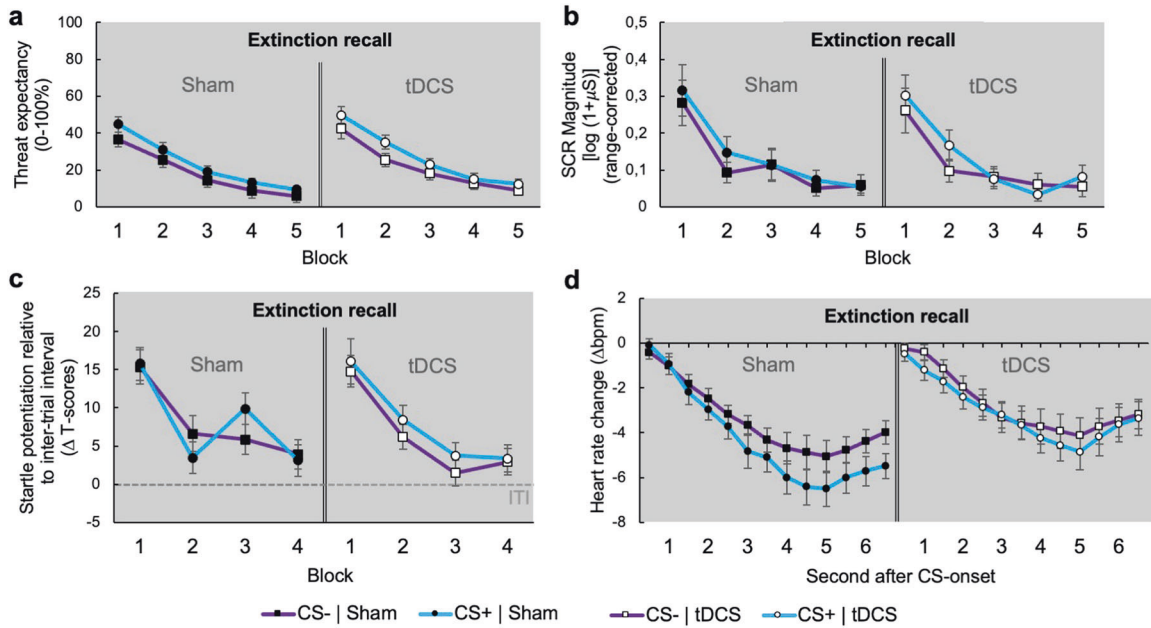 a
Threat expectancy
(0-100%)
100
80
60
40
20
0
Extinction recall
Sham
tDCS
1 2 3 4 5 1 2 3 4 5
Block
b
SCR Magnitude
[log (1+µS)]
(range-corrected)
0,5
0,4
0,3
0,2
0,1
0
Extinction recall
Sham
tDCS
1 2 3 4 5 1 2 3 4 5
Block
c
Startle potentiation relative
to inter-trial interval
(Δ T-scores)
25
20
15
10
5
0
-5
Extinction recall
Sham
tDCS
ITI
1 2 3 4 1 2 3 4
Block
d
Heart rate change (Δbpm)
2
0
-2
-4
-6
-8
Extinction recall
Sham
tDCS
1 2 3 4 5 6 1 2 3 4 5 6
Second after CS-onset
CS- | Sham CS+ | Sham CS- | tDCS CS+ | tDCS